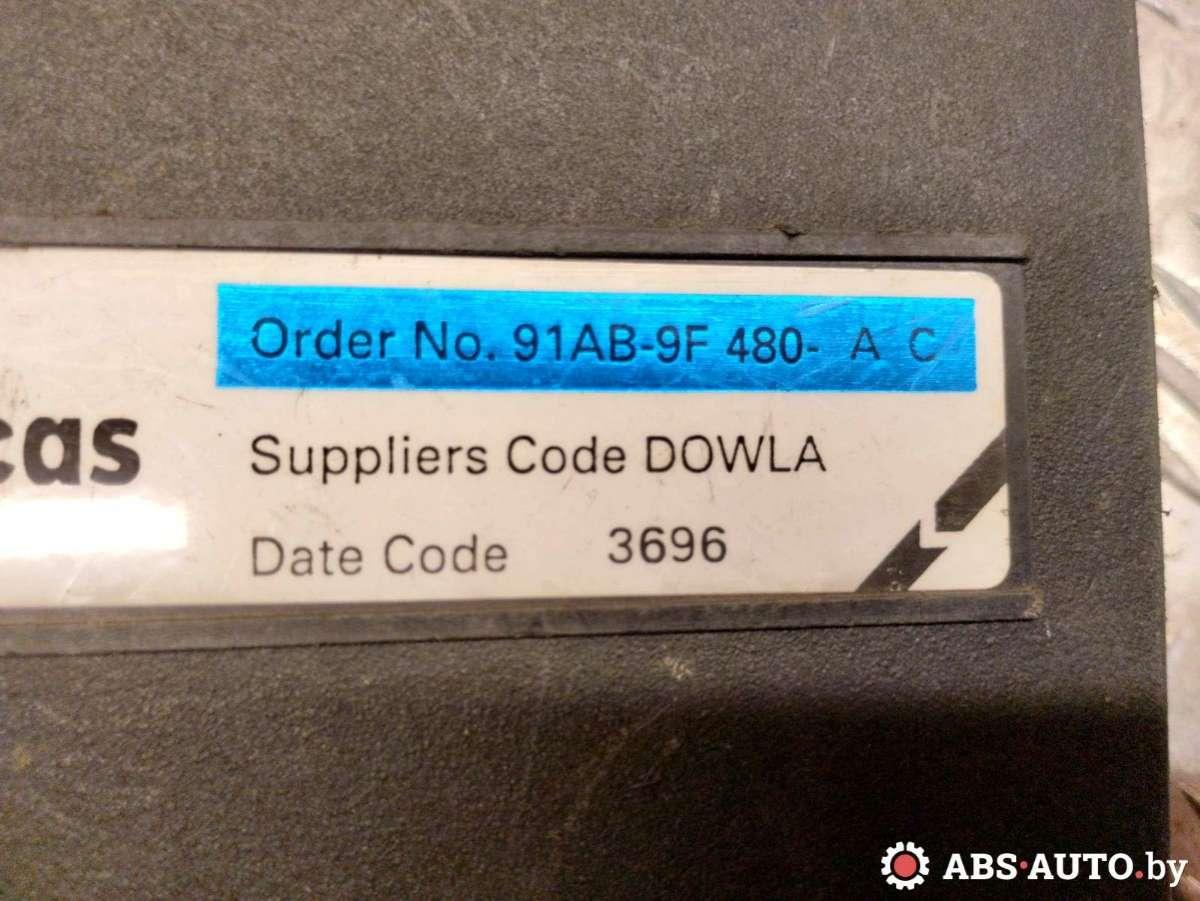 Order No. 91AB-9F 480- A C
cas
Suppliers Code DOWLA
Date Code 3696
ABS·AUTO.by